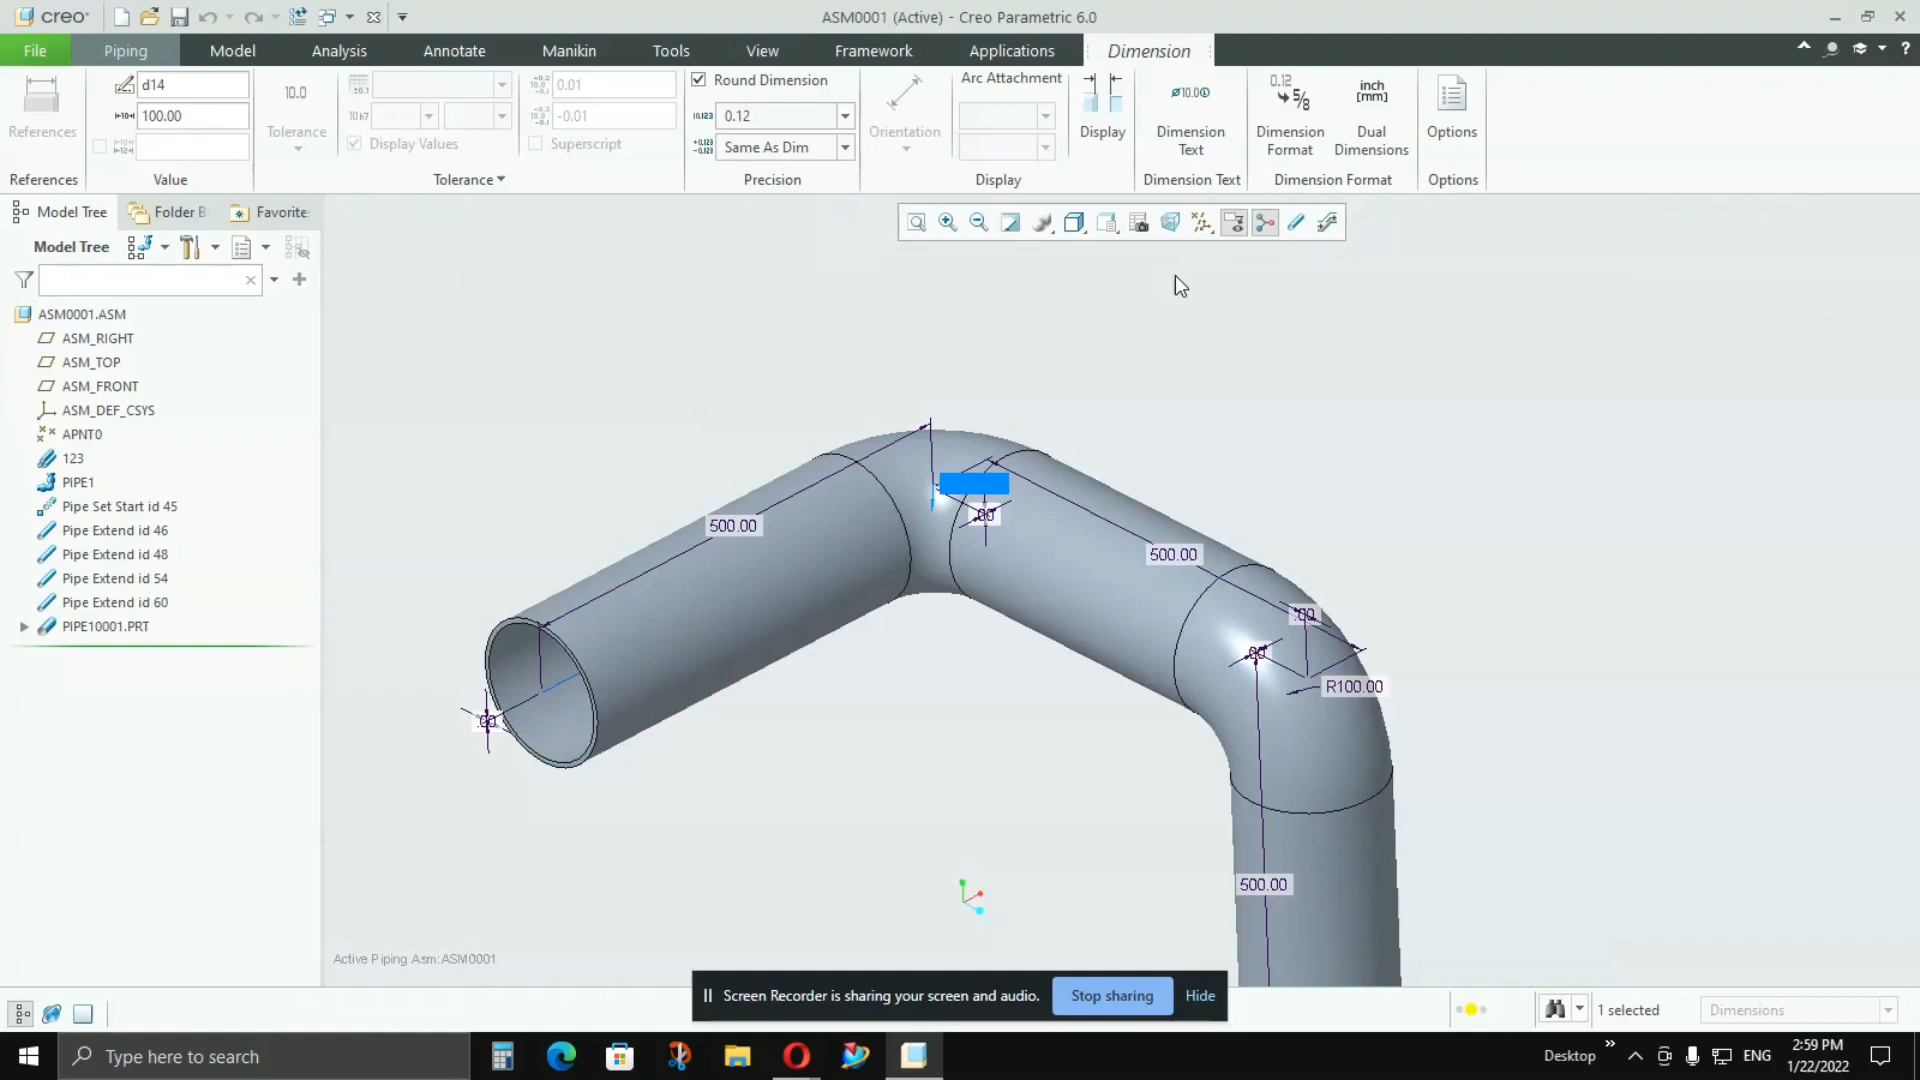 creo
ASM0001 (Active) - Creo Parametric 6.0
File Piping Model Analysis Annotate Manikin Tools View Framework Applications Dimension
References
d14
100.00
Tolerance
Display Values
0.01
-0.01
Superscript
Round Dimension
0.12
Same As Dim
Orientation
Arc Attachment
Display
Dimension Text
Dimension Format
inch [mm]
Dual Dimensions
Options
References Value Tolerance Precision Display Dimension Text Dimension Format Options
Model Tree Folder B Favorite
Model Tree
ASM0001.ASM
ASM_RIGHT
ASM_TOP
ASM_FRONT
ASM_DEF_CSYS
APNT0
123
PIPE1
Pipe Set Start id 45
Pipe Extend id 46
Pipe Extend id 48
Pipe Extend id 54
Pipe Extend id 60
PIPE10001.PRT
500.00
.00
500.00
.00
.00
R100.00
.00
500.00
Active Piping Asm:ASM0001
Screen Recorder is sharing your screen and audio. Stop sharing Hide
1 selected
Dimensions
Type here to search
Desktop
ENG
2:59 PM
1/22/2022